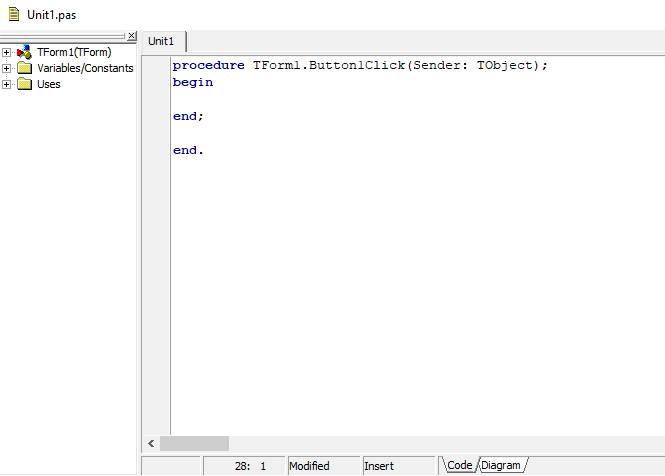 Unit1.pas
TForm1(TForm)
Variables/Constants
Uses
Unit1
procedure TForm1.Button1Click(Sender: TObject);
begin
end;
end.
28: 1
Modified
Insert
Code
Diagram